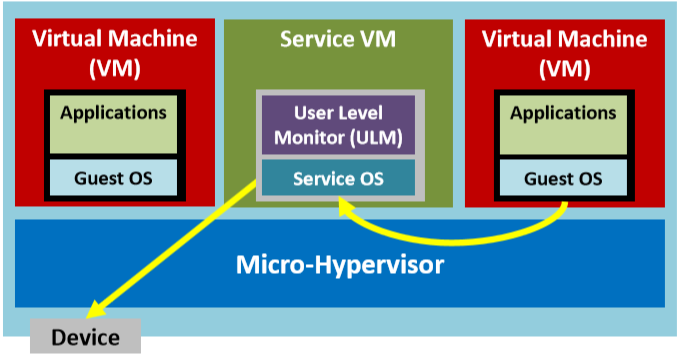 Virtual Machine
(VM)
Applications
Guest OS
Service VM
User Level
Monitor (ULM)
Service OS
Virtual Machine
(VM)
Applications
Guest OS
Micro-Hypervisor
Device